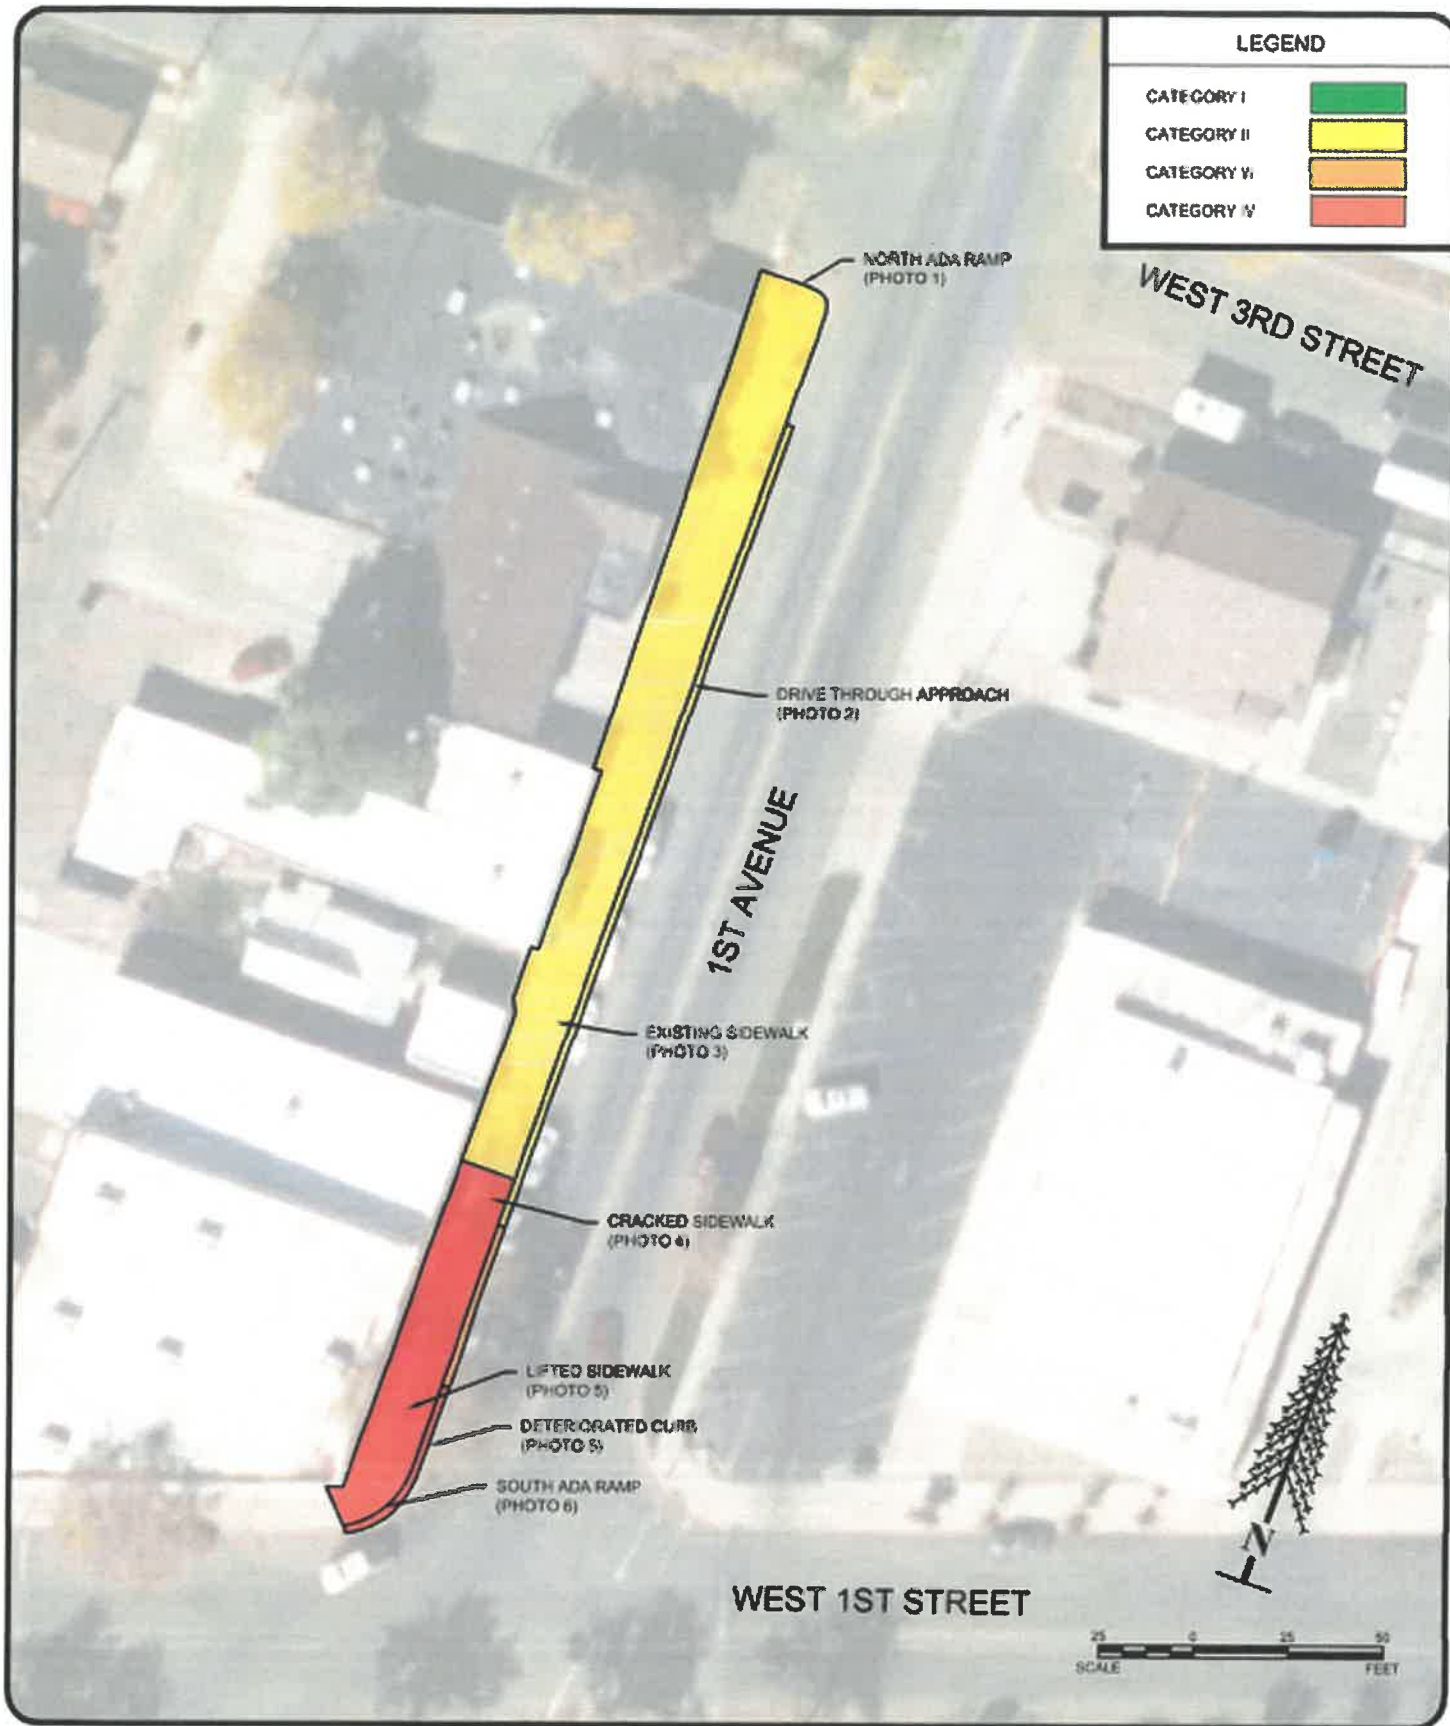 LEGEND
CATEGORY I
CATEGORY II
CATEGORY III
CATEGORY IV
NORTH ADA RAMP
(PHOTO 1)
WEST 3RD STREET
DRIVE THROUGH APPROACH
(PHOTO 2)
1ST AVENUE
EXISTING SIDEWALK
(PHOTO 3)
CRACKED SIDEWALK
(PHOTO 4)
LIFTED SIDEWALK
(PHOTO 5)
DETERIORATED CURB
(PHOTO 5)
SOUTH ADA RAMP
(PHOTO 6)
N
WEST 1ST STREET
25 0 25 50
SCALE FEET